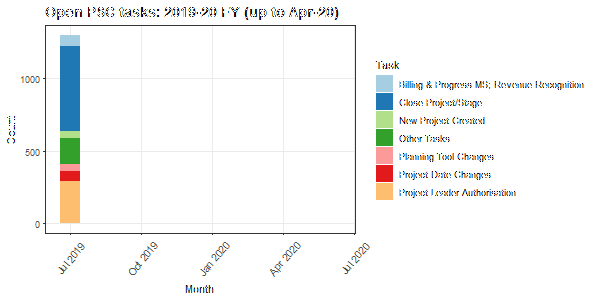 Open PSC tasks: 2019-20 FY (up to Apr-20)
Task
Billing & Progress MS; Revenue Recognition
Close Project/Stage
New Project Created
Other Tasks
Planning Tool Changes
Project Date Changes
Project Leader Authorisation
Count
1000
500
0
Jul 2019
Oct 2019
Jan 2020
Apr 2020
Jul 2020
Month